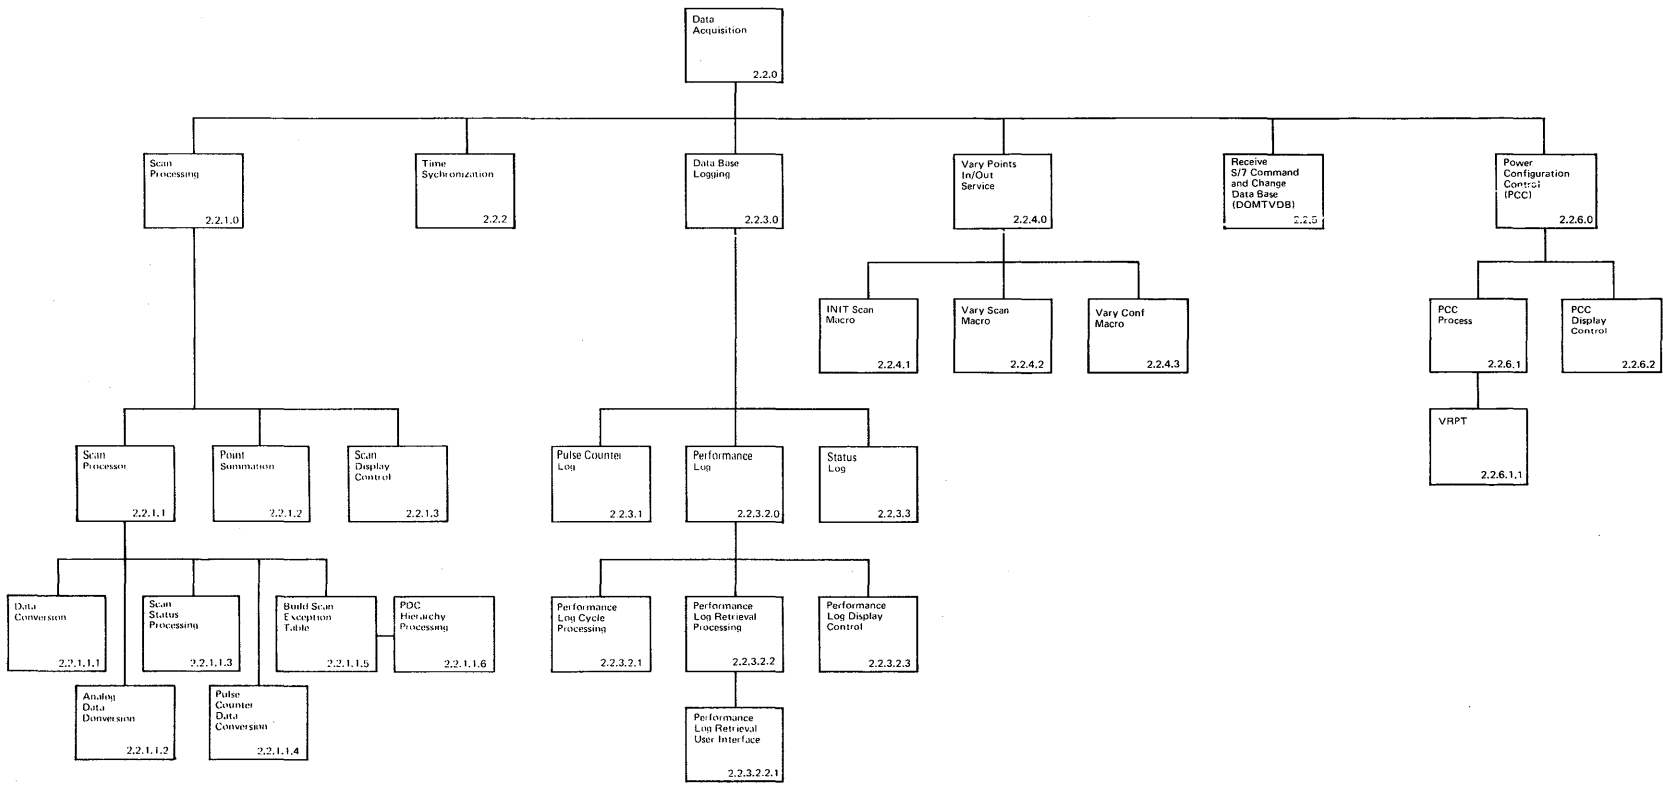 Data
Acquisition
2.2.0
Scan
Processing
2.2.1.0
Time
Sychronization
2.2.2
Data Base
Logging
2.2.3.0
Vary Points
In/Out
Service
2.2.4.0
Receive
S/7 Command
and Change
Data Base
(DOMTVDB)
2.2.5
Power
Configuration
Control
(PCC)
2.2.6.0
INIT Scan
Macro
2.2.4.1
Vary Scan
Macro
2.2.4.2
Vary Conf
Macro
2.2.4.3
PCC
Process
2.2.6.1
PCC
Display
Control
2.2.6.2
VRPT
2.2.6.1.1
Scan
Processor
2.2.1.1
Point
Summation
2.2.1.2
Scan
Display
Control
2.2.1.3
Pulse Counter
Log
2.2.3.1
Performance
Log
2.2.3.2.0
Status
Log
2.2.3.3
Data
Conversion
2.2.1.1.1
Scan
Status
Processing
2.2.1.1.3
Build Scan
Exception
Table
2.2.1.1.5
PDC
Hierarchy
Processing
2.2.1.1.6
Performance
Log Cycle
Processing
2.2.3.2.1
Performance
Log Retrieval
Processing
2.2.3.2.2
Performance
Log Display
Control
2.2.3.2.3
Analog
Data
Donversion
2.2.1.1.2
Pulse
Counter
Data
Conversion
2.2.1.1.4
Performance
Log Retrieval
User Interface
2.2.3.2.2.1